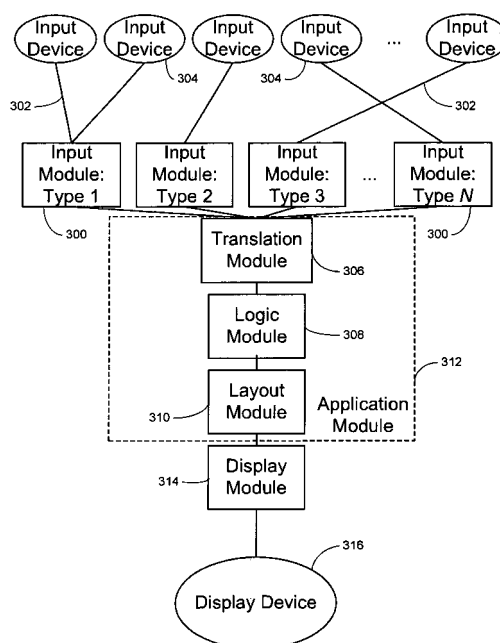 Input
Device
Input
Device
Input
Device
Input
Device
...
Input
Device
302
304
304
302
Input
Module:
Type 1
Input
Module:
Type 2
Input
Module:
Type 3
...
Input
Module:
Type N
300
300
Translation
Module
306
Logic
Module
308
312
Layout
Module
310
Application
Module
Display
Module
314
316
Display Device